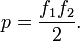 p = \frac{f_1 f_2}{2}.